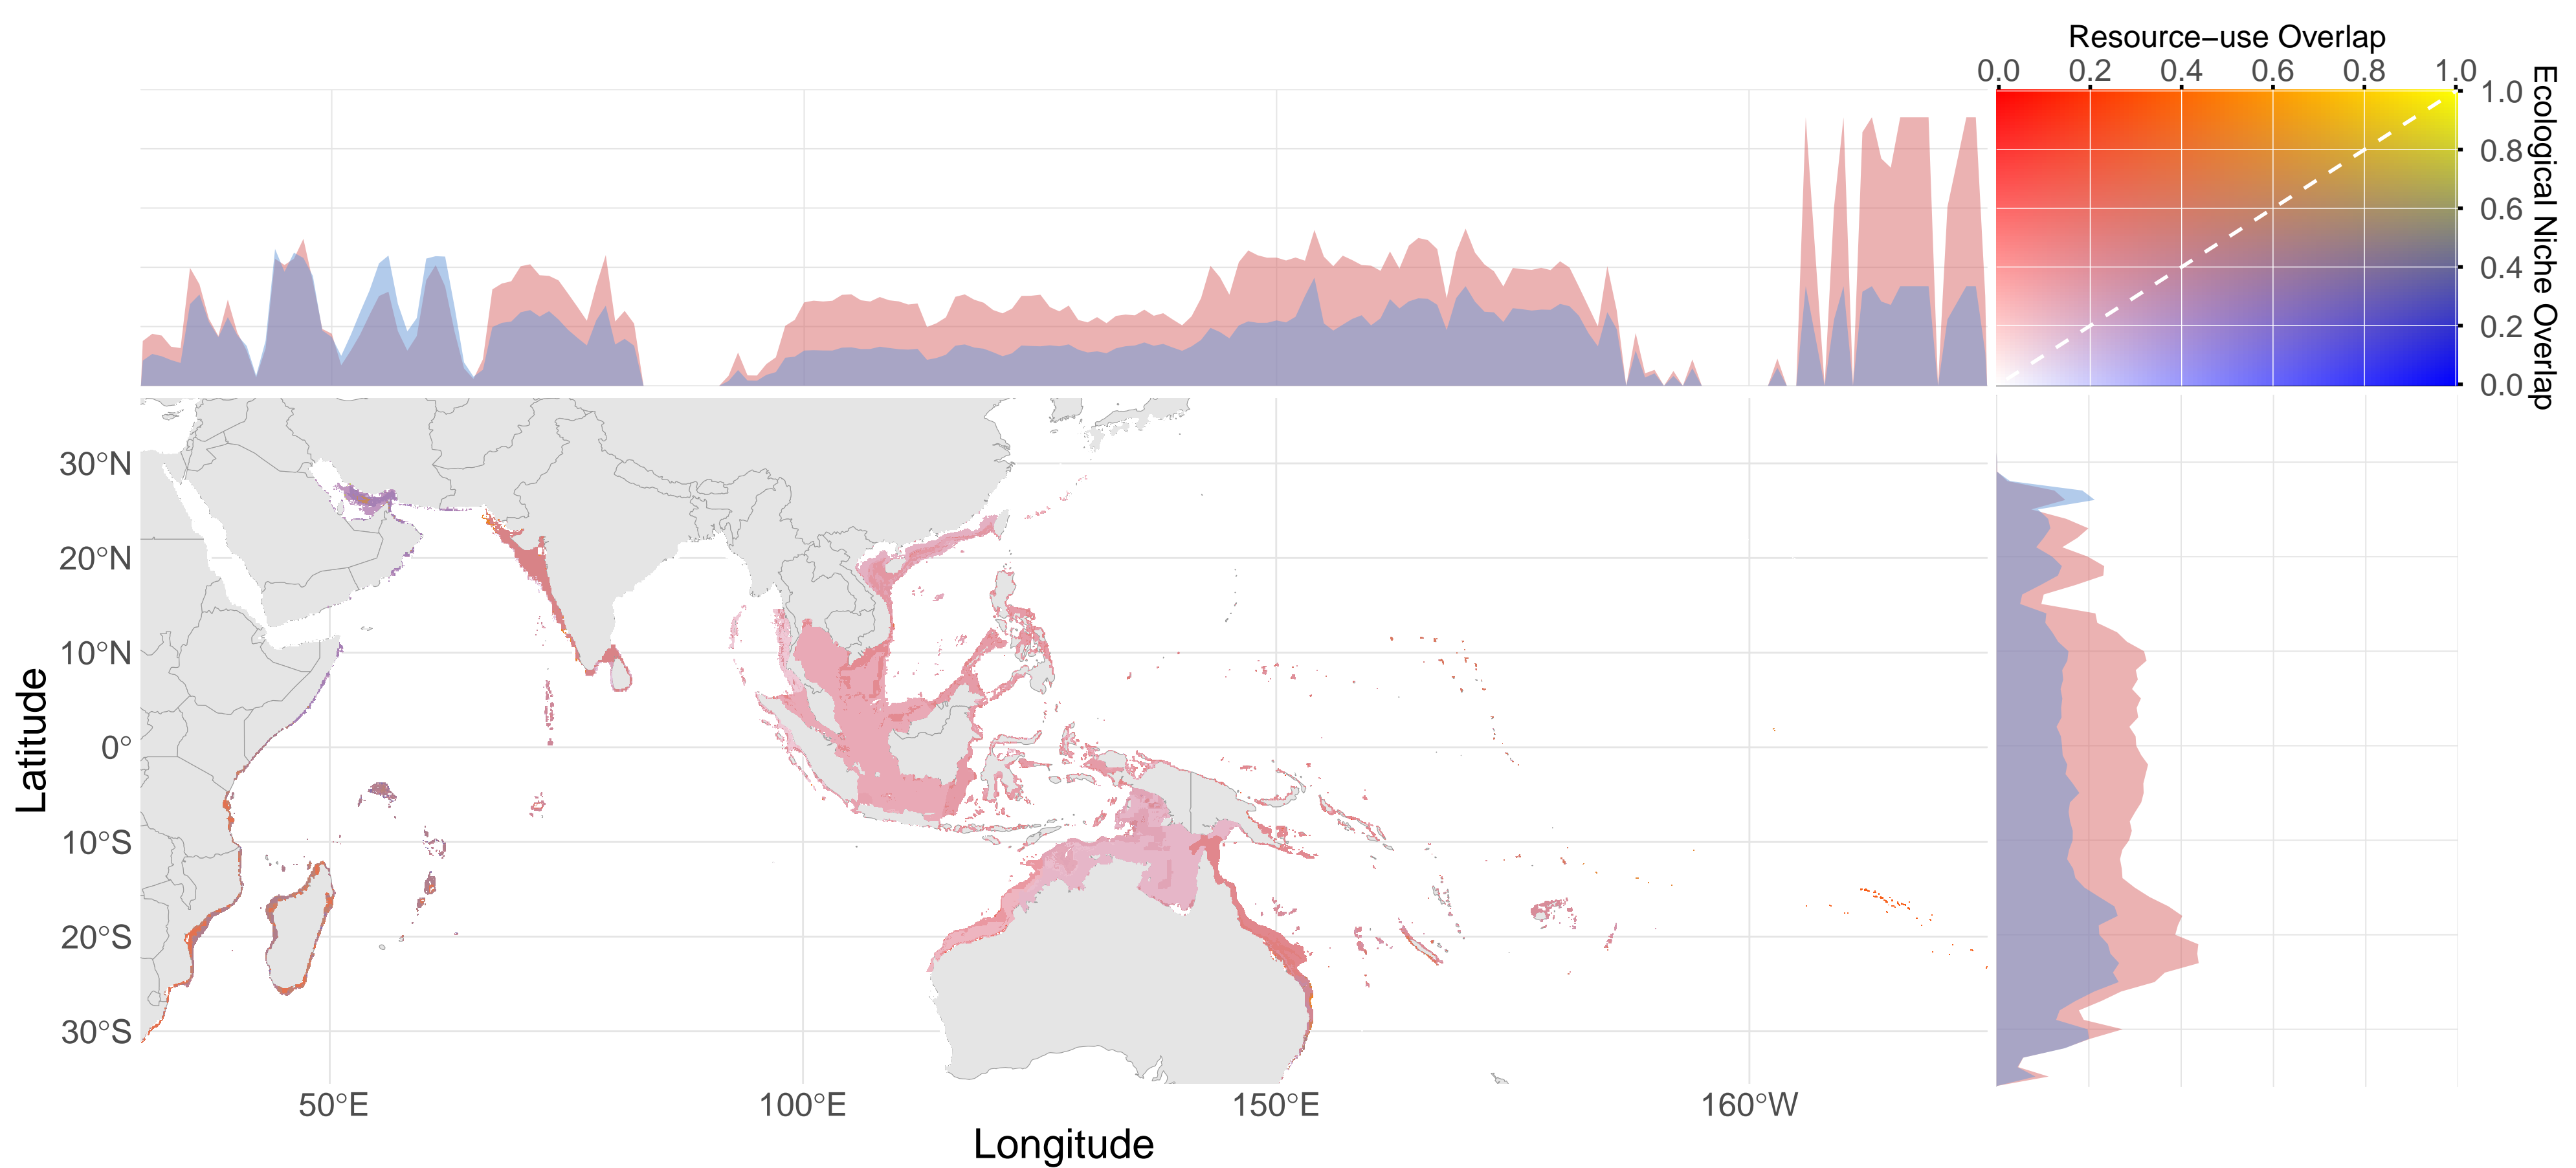 Resource−use Overlap
0.0 0.2 0.4 0.6 0.8 1.0
Ecological Niche Overlap
1.0
0.8
0.6
0.4
0.2
0.0
Latitude
30°N
20°N
10°N
0°
10°S
20°S
30°S
50°E 100°E 150°E 160°W
Longitude